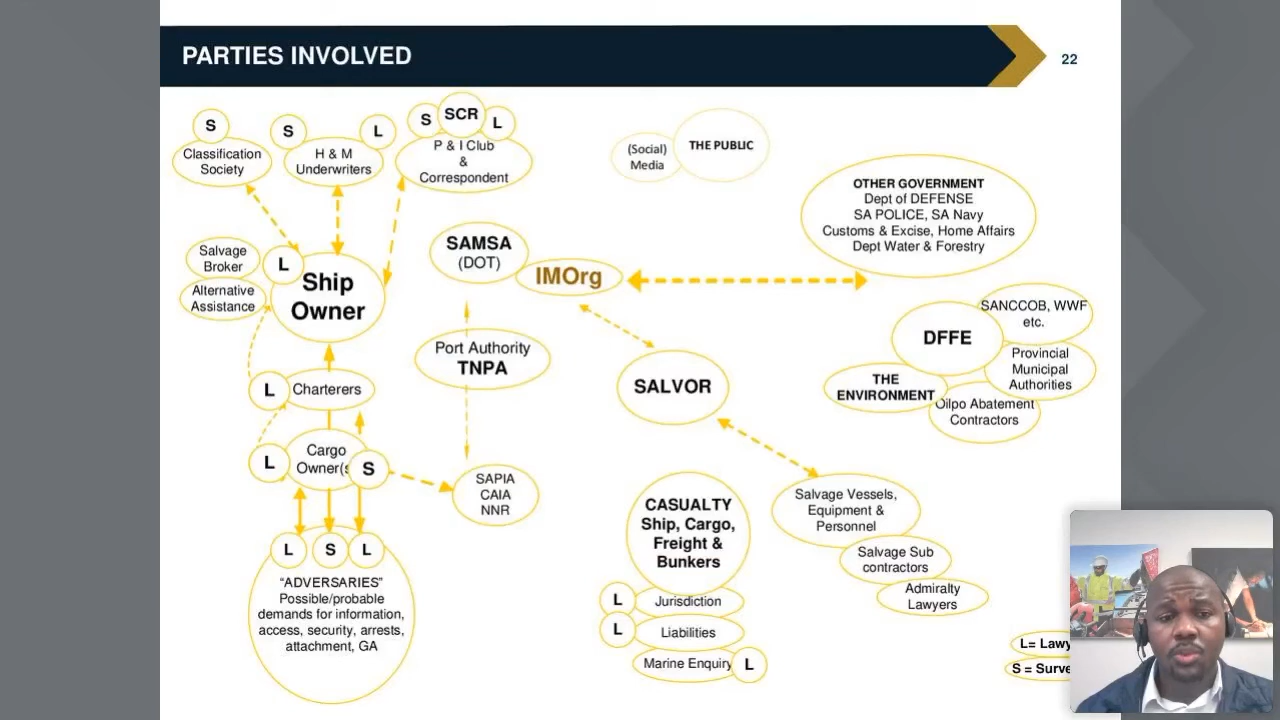 PARTIES INVOLVED
22
S
Classification
Society
S
L
H & M
Underwriters
S
SCR
L
P & I Club
&
Correspondent
(Social)
Media
THE PUBLIC
OTHER GOVERNMENT
Dept of DEFENSE
SA POLICE, SA Navy
Customs & Excise, Home Affairs
Dept Water & Forestry
Salvage
Broker
Alternative
Assistance
L
Ship
Owner
SAMSA
(DOT)
IMOrg
Port Authority
TNPA
SALVOR
SANCCOB, WWF
etc.
DFFE
Provincial
Municipal
Authorities
THE
ENVIRONMENT
Oilpo Abatement
Contractors
L
Charterers
L
Cargo
Owner(s
S
SAPIA
CAIA
NNR
L
S
L
“ADVERSARIES”
Possible/probable
demands for information,
access, security, arrests,
attachment, GA
CASUALTY
Ship, Cargo,
Freight &
Bunkers
L
Jurisdiction
L
Liabilities
Marine Enquiry
L
Salvage Vessels,
Equipment &
Personnel
Salvage Sub
contractors
Admiralty
Lawyers
L= Lawy
S = Surve